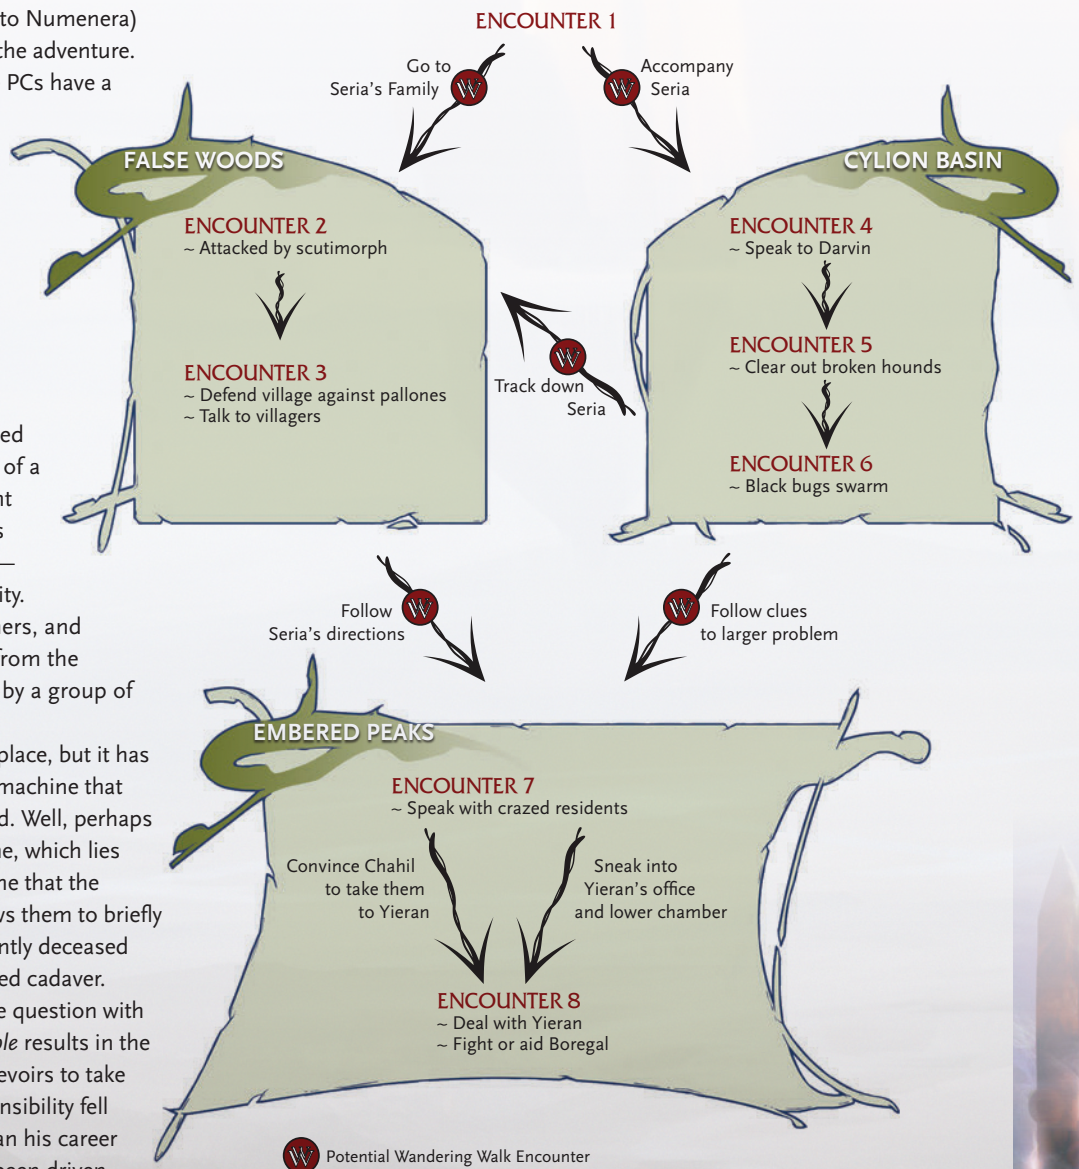 to Numenera)
the adventure.
PCs have a
ed
of a
nt
s
—
ity.
ners, and
from the
by a group of
place, but it has
machine that
d. Well, perhaps
ne, which lies
me that the
ws them to briefly
ntly deceased
ed cadaver.
e question with
ple results in the
evoirs to take
nsibility fell
an his career
ENCOUNTER 1
Go to
Seria's Family
W
W
Accompany
Seria
FALSE WOODS
ENCOUNTER 2
~ Attacked by scutimorph
ENCOUNTER 3
~ Defend village against pallones
~ Talk to villagers
CYLION BASIN
ENCOUNTER 4
~ Speak to Darvin
ENCOUNTER 5
~ Clear out broken hounds
ENCOUNTER 6
~ Black bugs swarm
W
Track down
Seria
Follow
Seria's directions
W
W
Follow clues
to larger problem
EMBERED PEAKS
ENCOUNTER 7
~ Speak with crazed residents
Convince Chahil
to take them
to Yieran
Sneak into
Yieran's office
and lower chamber
ENCOUNTER 8
~ Deal with Yieran
~ Fight or aid Boregal
W Potential Wandering Walk Encounter